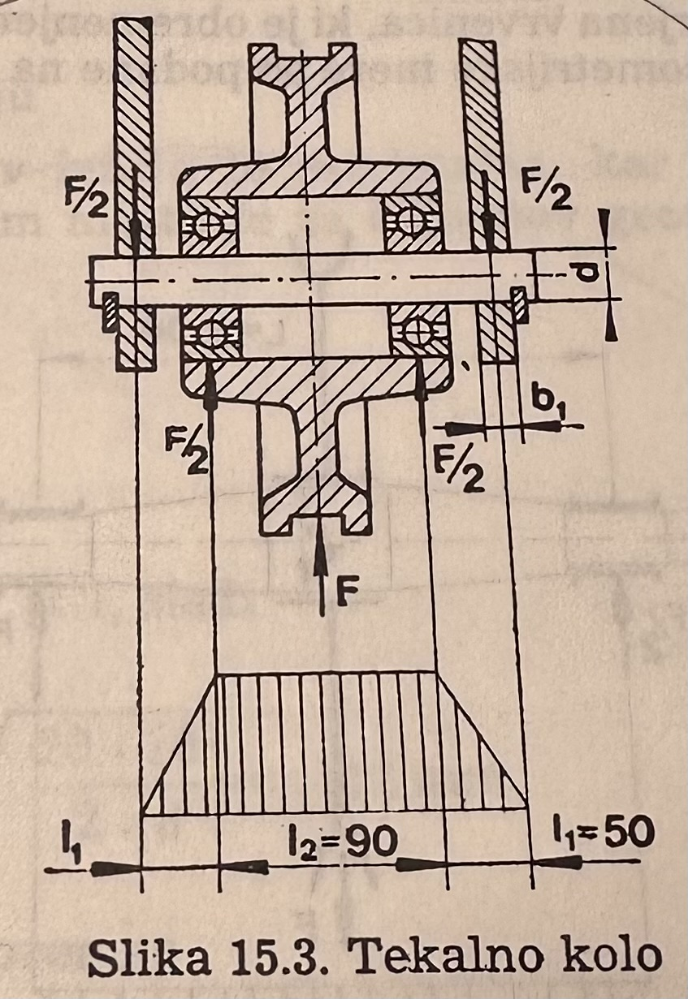 F/2
F/2
d
b₁
F/2
F/2
F
l₁
l₂=90
l₁=50
Slika 15.3. Tekalno kolo